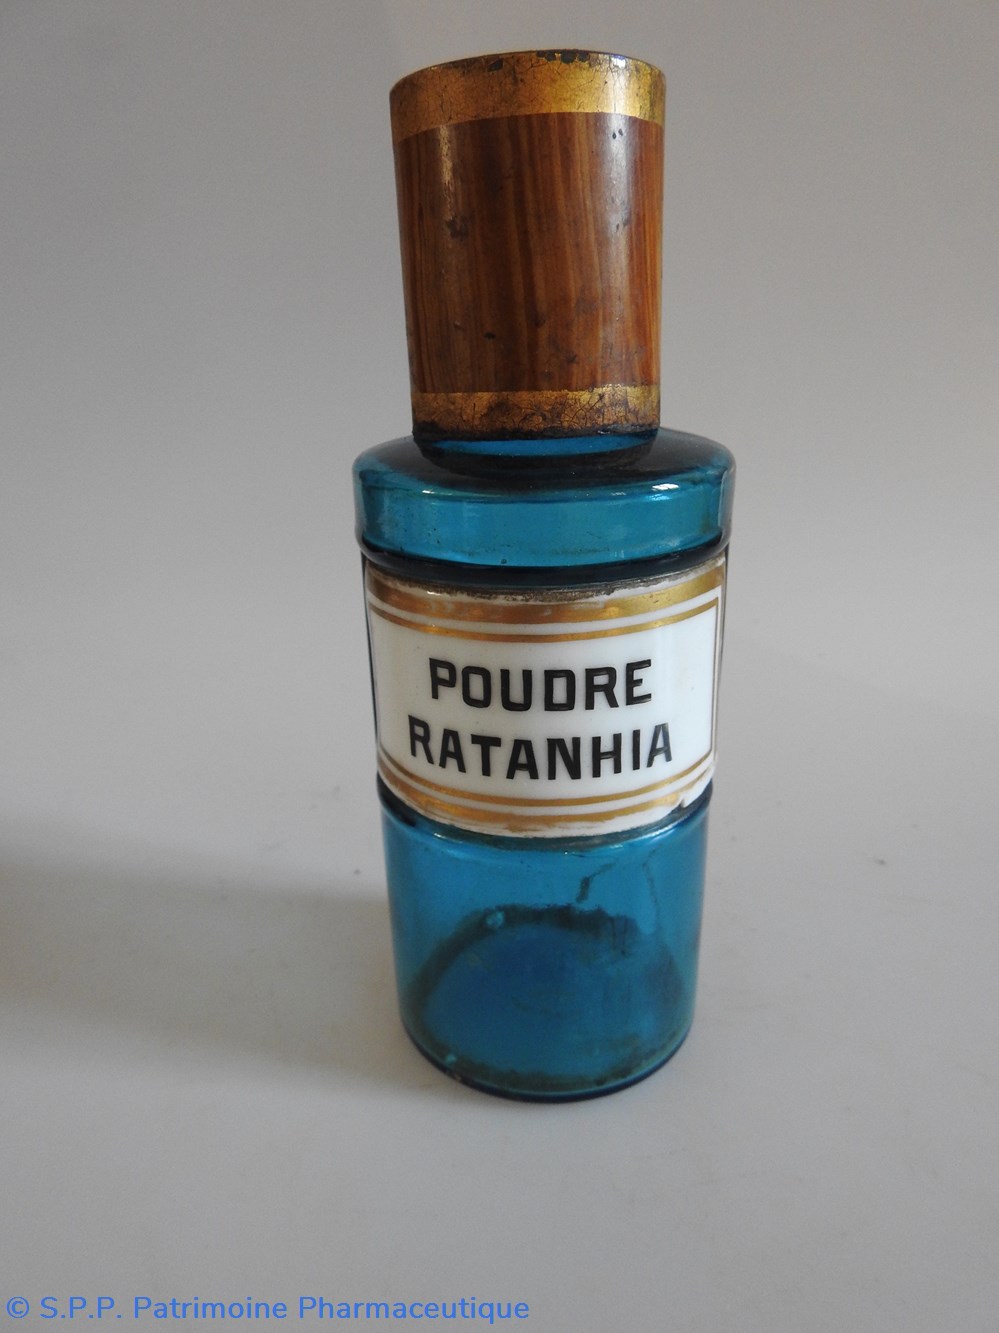 POUDRE
RATANHIA
© S.P.P. Patrimoine Pharmaceutique